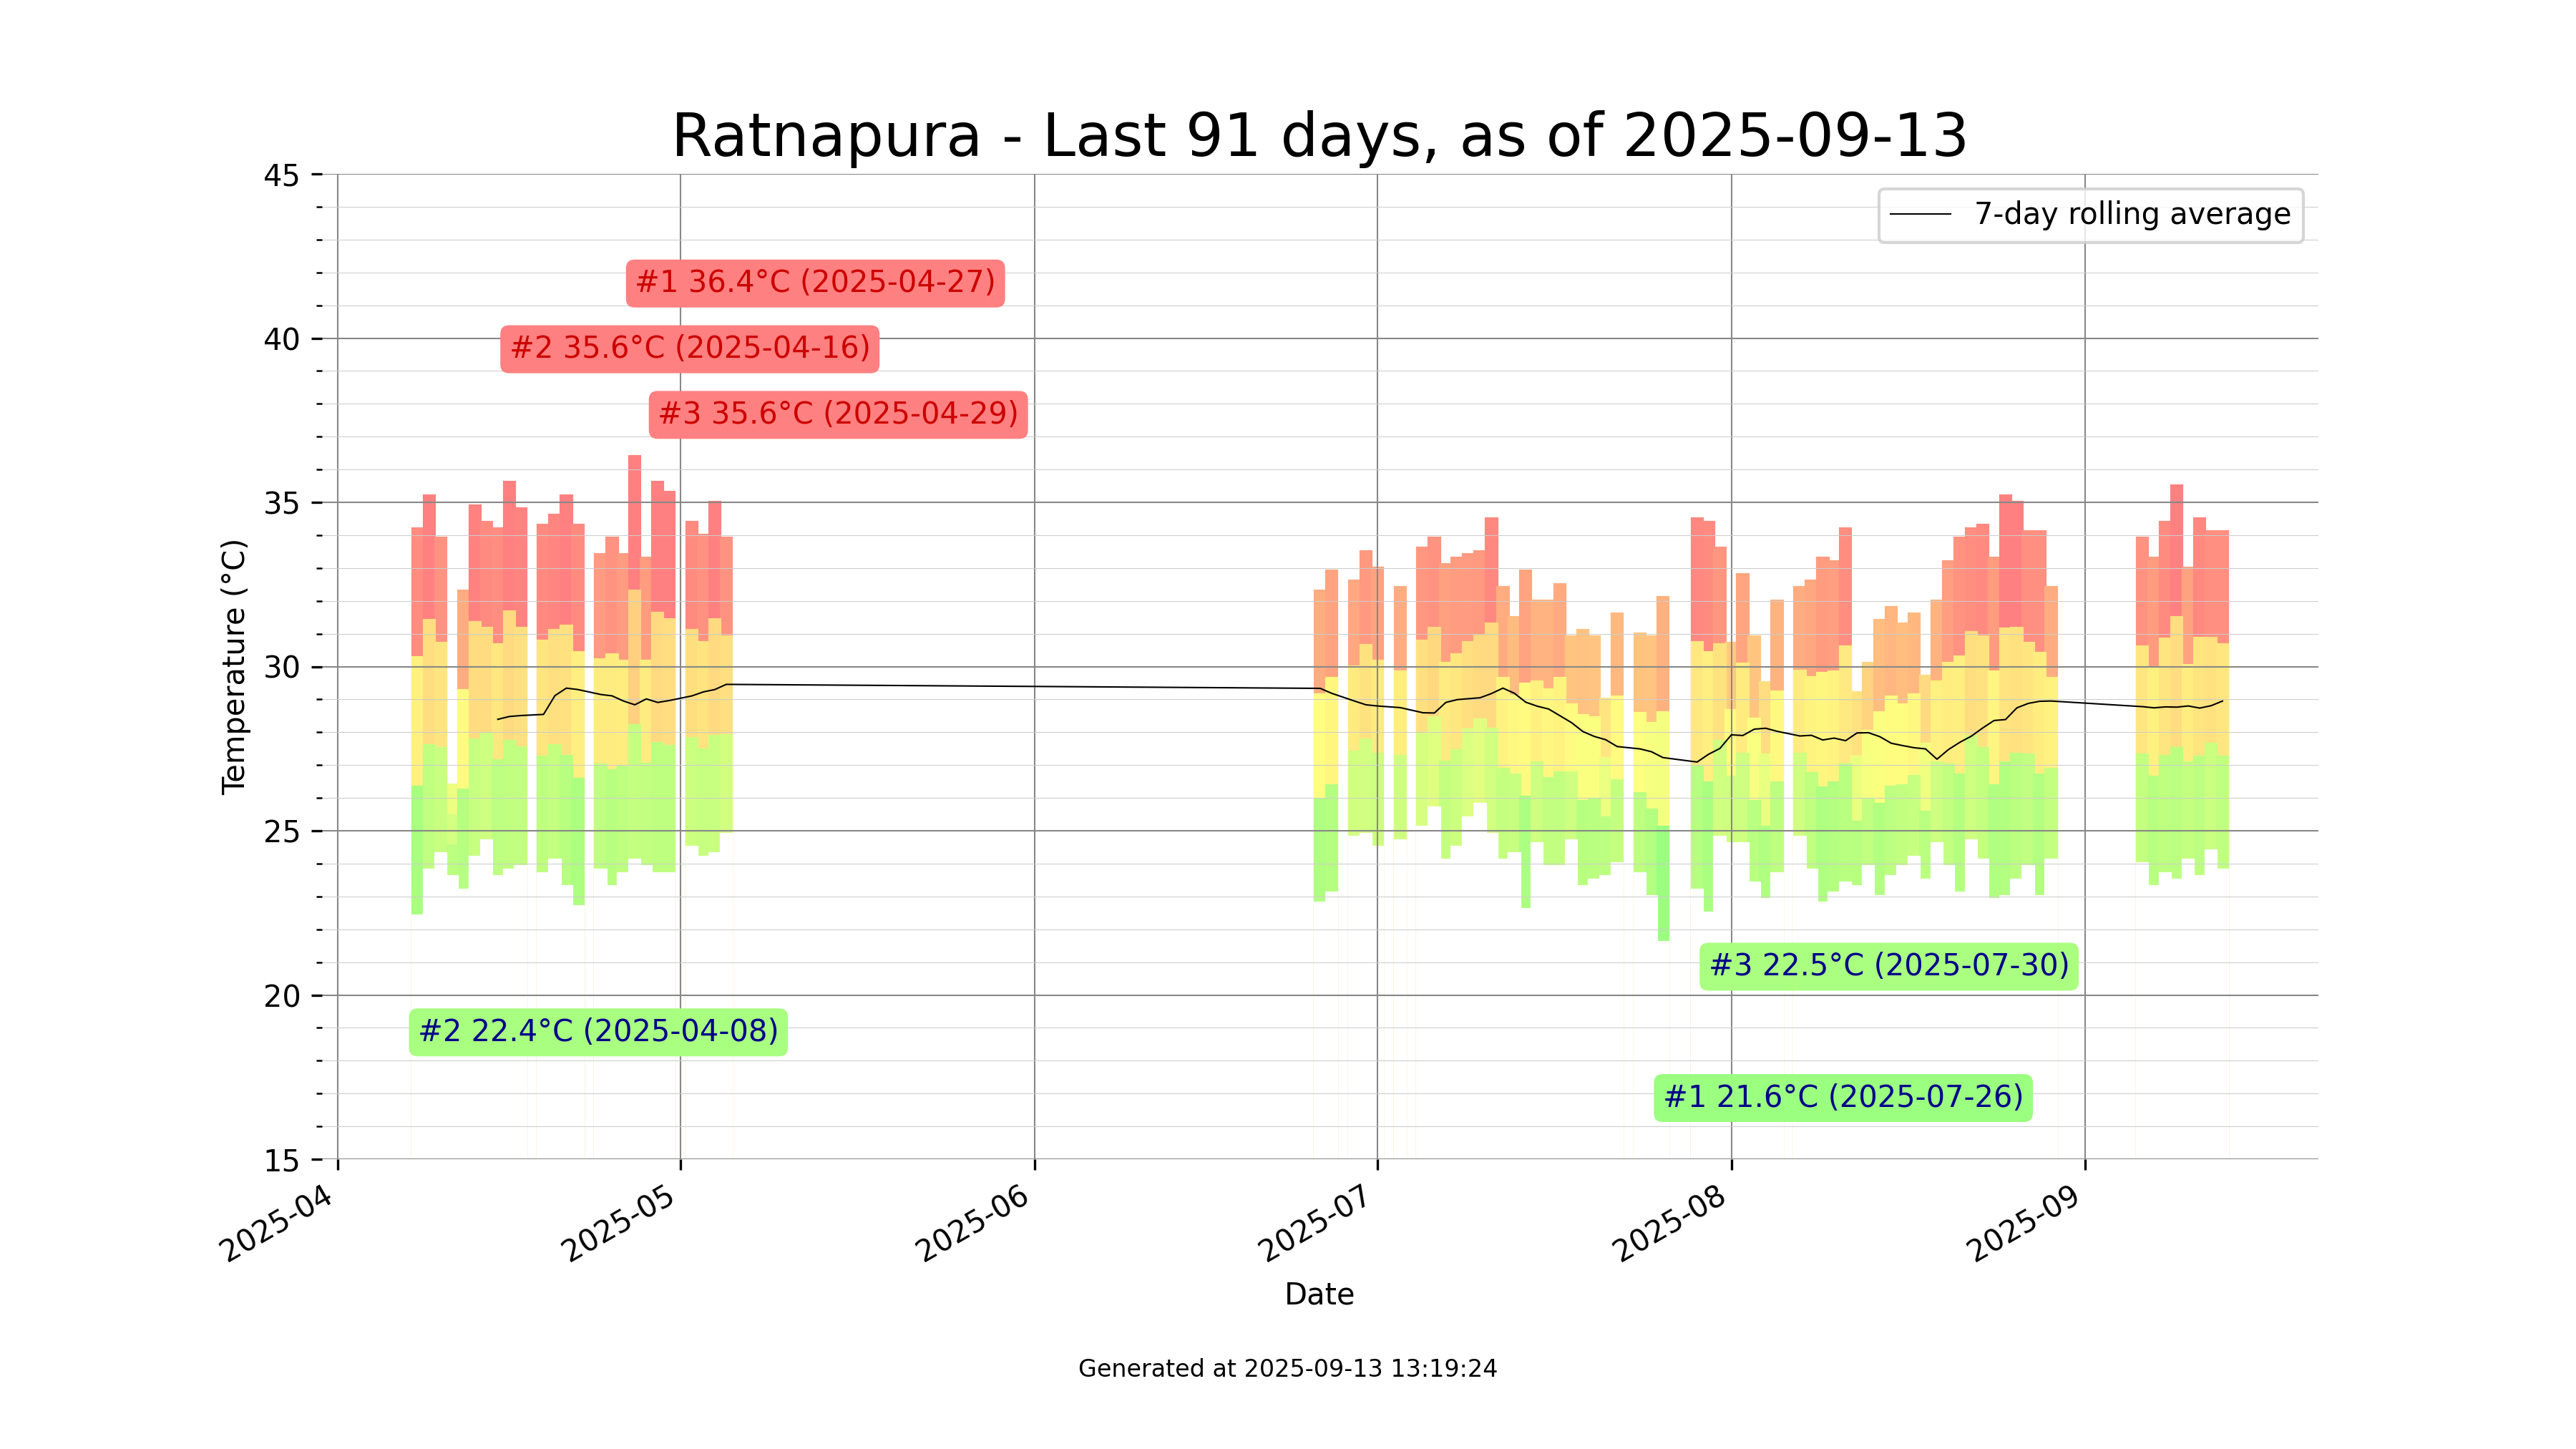 Ratnapura - Last 91 days, as of 2025-09-13
45
40
35
30
25
20
15
Temperature (°C)
7-day rolling average
#1 36.4°C (2025-04-27)
#2 35.6°C (2025-04-16)
#3 35.6°C (2025-04-29)
#3 22.5°C (2025-07-30)
#2 22.4°C (2025-04-08)
#1 21.6°C (2025-07-26)
2025-04
2025-05
2025-06
2025-07
2025-08
2025-09
Date
Generated at 2025-09-13 13:19:24